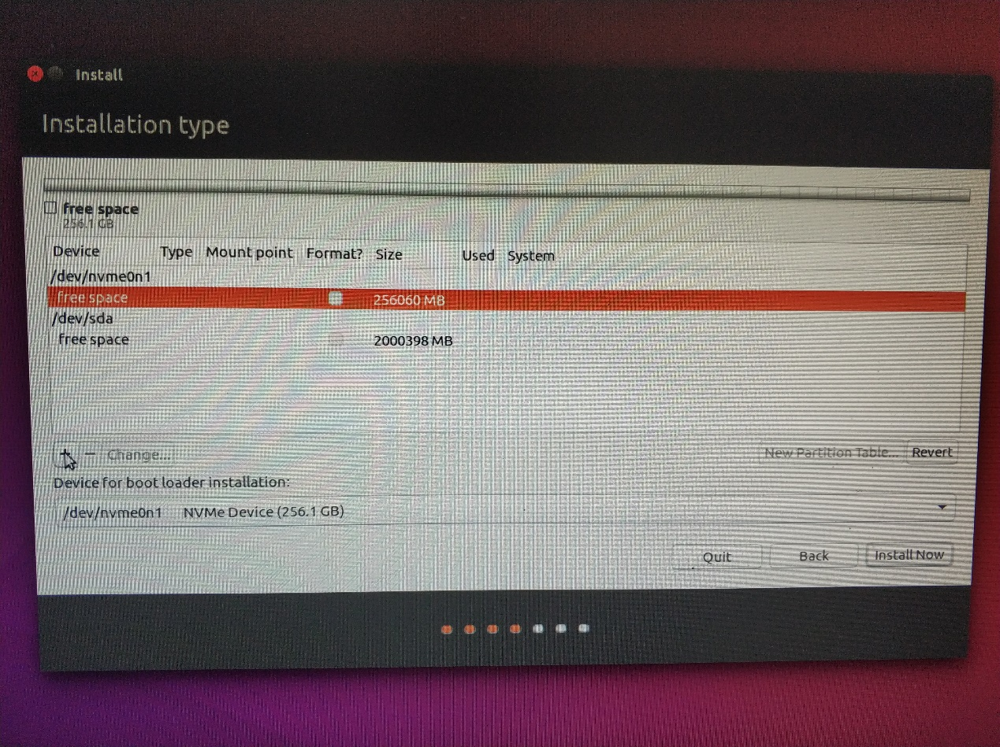 Install
Installation type
free space
256.1 GB
Device Type Mount point Format? Size Used System
/dev/nvme0n1
free space 256060 MB
/dev/sda
free space 2000398 MB
+ − Change... New Partition Table... Revert
Device for boot loader installation:
/dev/nvme0n1 NVMe Device (256.1 GB)
Quit Back Install Now